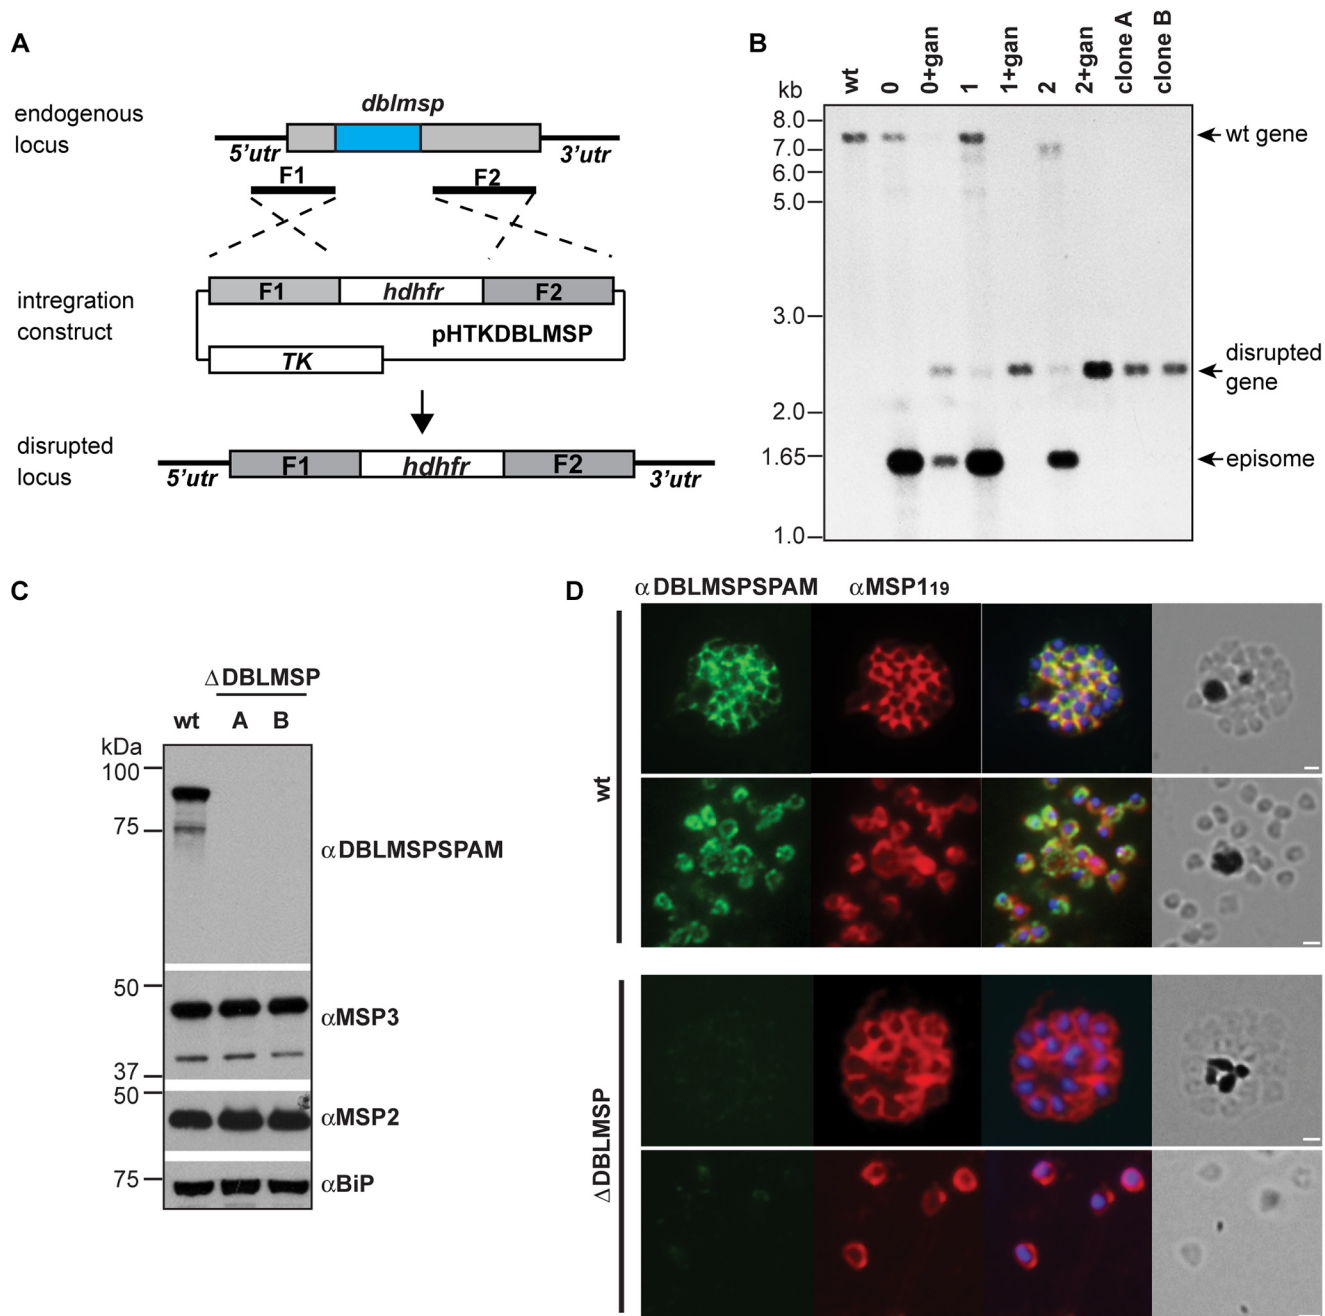 A
endogenous
locus
dblmsp
5’utr
3’utr
F1
F2
intregration
construct
F1
hdhfr
F2
pHTKDBLMSP
TK
disrupted
locus
5’utr
F1
hdhfr
F2
3’utr
B
kb
wt
0
0+gan
1
1+gan
2
2+gan
clone A
clone B
8.0
7.0
6.0
5.0
3.0
2.0
1.65
1.0
wt gene
disrupted
gene
episome
C
ΔDBLMSP
wt A B
kDa
100
75
αDBLMSPSPAM
50
αMSP3
37
50
αMSP2
75
αBiP
D
αDBLMSPSPAM αMSP119
wt
ΔDBLMSP